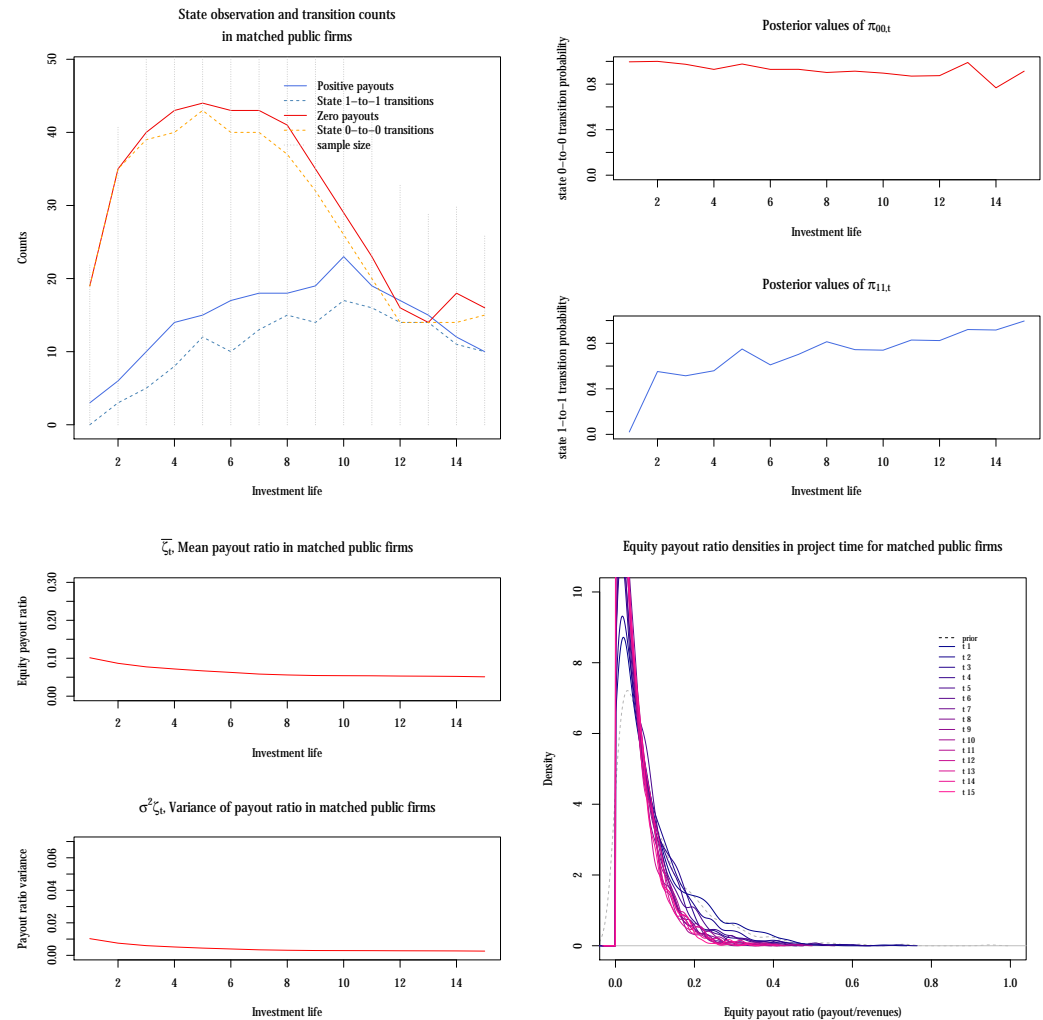 State observation and transition counts
in matched public firms
Counts
0 10 20 30 40 50
Positive payouts
State 1−to−1 transitions
Zero payouts
State 0−to−0 transitions
sample size
2 4 6 8 10 12 14
Investment life
Posterior values of π00,t
state 0−to−0 transition probability
0.0 0.4 0.8
2 4 6 8 10 12 14
Investment life
Posterior values of π11,t
state 1−to−1 transition probability
0.0 0.4 0.8
2 4 6 8 10 12 14
Investment life
ζt, Mean payout ratio in matched public firms
Equity payout ratio
0.00 0.10 0.20 0.30
2 4 6 8 10 12 14
Investment life
σ2ζt, Variance of payout ratio in matched public firms
Payout ratio variance
0.00 0.02 0.04 0.06
2 4 6 8 10 12 14
Investment life
Equity payout ratio densities in project time for matched public firms
Density
0 2 4 6 8 10
prior
t 1
t 2
t 3
t 4
t 5
t 6
t 7
t 8
t 9
t 10
t 11
t 12
t 13
t 14
t 15
0.0 0.2 0.4 0.6 0.8 1.0
Equity payout ratio (payout/revenues)